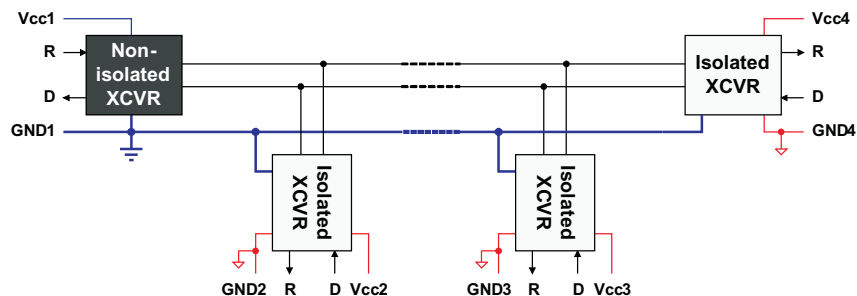 Vcc1
Vcc4
R
Non-
isolated
XCVR
Isolated
XCVR
R
D
D
GND1
GND4
Isolated
XCVR
Isolated
XCVR
GND2 R D Vcc2
GND3 R D Vcc3